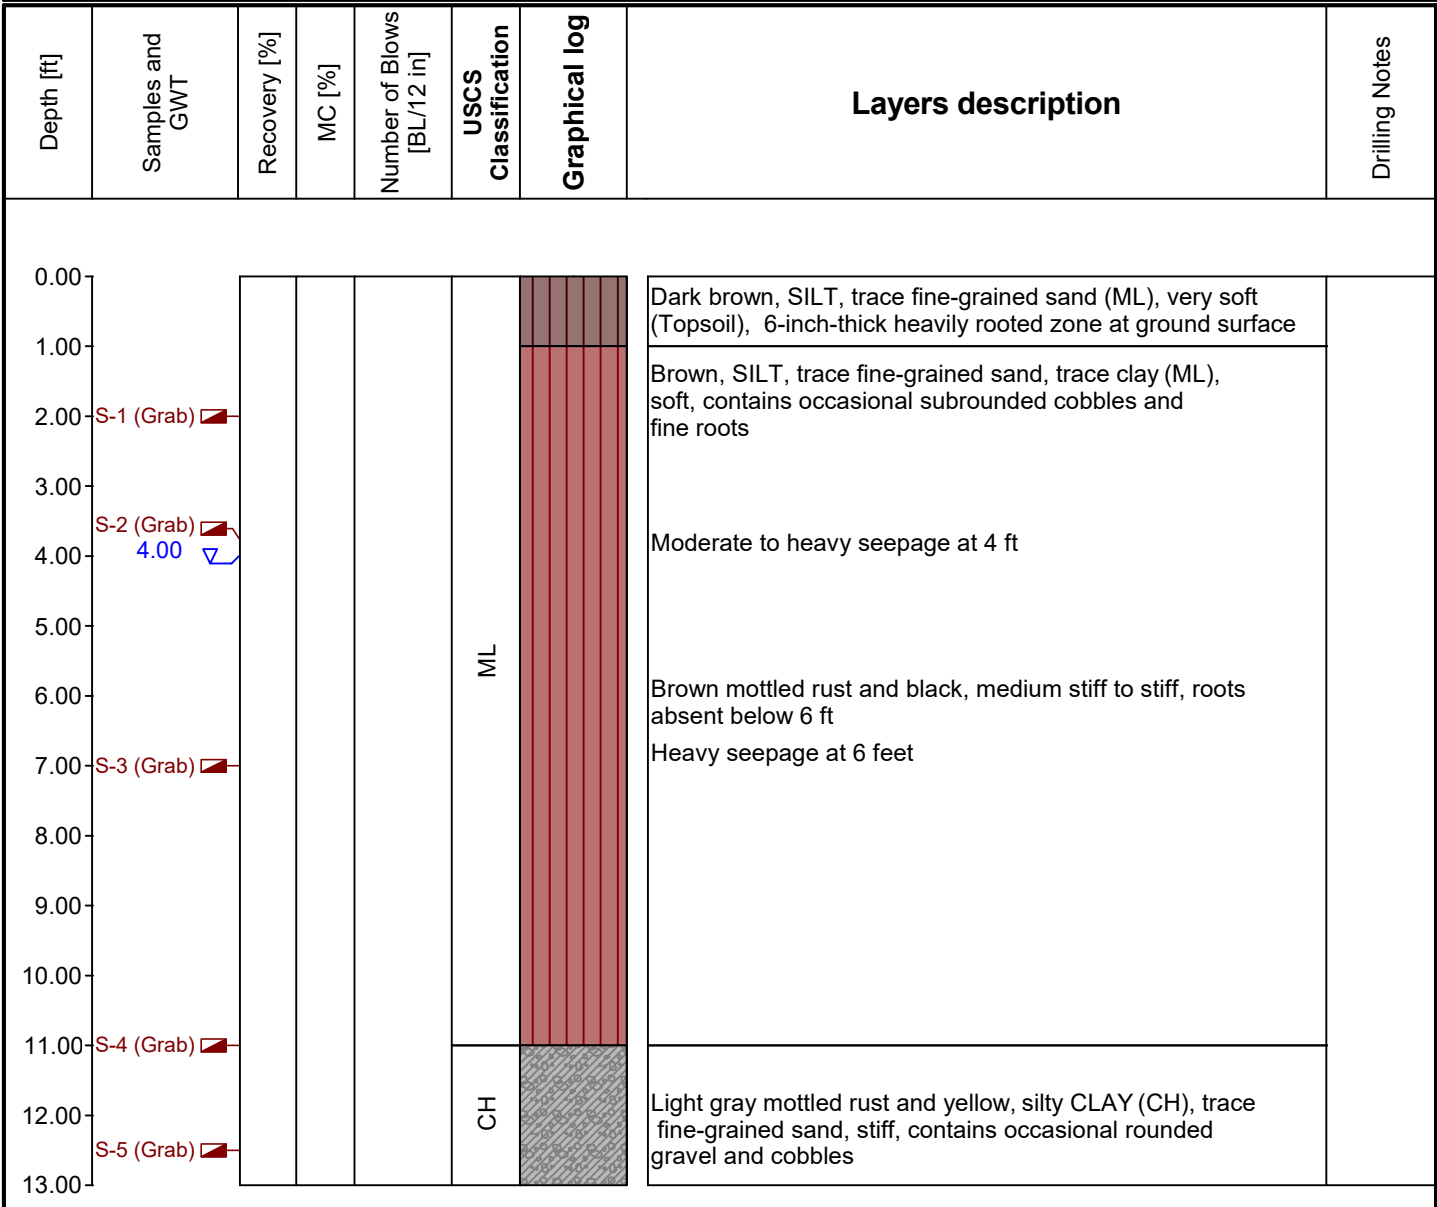 Depth [ft]
Samples and
GWT
Recovery [%]
MC [%]
Number of Blows
[BL/12 in]
USCS
Classification
Graphical log
Layers description
Drilling Notes
0.00
Dark brown, SILT, trace fine-grained sand (ML), very soft
(Topsoil), 6-inch-thick heavily rooted zone at ground surface
1.00
Brown, SILT, trace fine-grained sand, trace clay (ML),
soft, contains occasional subrounded cobbles and
fine roots
2.00
S-1 (Grab)
3.00
S-2 (Grab)
4.00
4.00
Moderate to heavy seepage at 4 ft
5.00
ML
6.00
Brown mottled rust and black, medium stiff to stiff, roots
absent below 6 ft
Heavy seepage at 6 feet
7.00
S-3 (Grab)
8.00
9.00
10.00
11.00
S-4 (Grab)
12.00
CH
Light gray mottled rust and yellow, silty CLAY (CH), trace
fine-grained sand, stiff, contains occasional rounded
gravel and cobbles
S-5 (Grab)
13.00